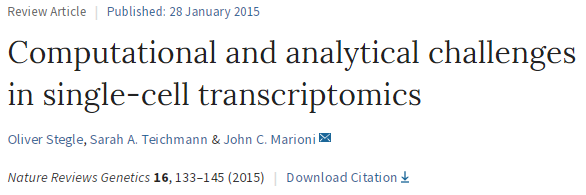 Review Article | Published: 28 January 2015
Computational and analytical challenges
in single-cell transcriptomics
Oliver Stegle, Sarah A. Teichmann & John C. Marioni
Nature Reviews Genetics 16, 133–145 (2015) | Download Citation